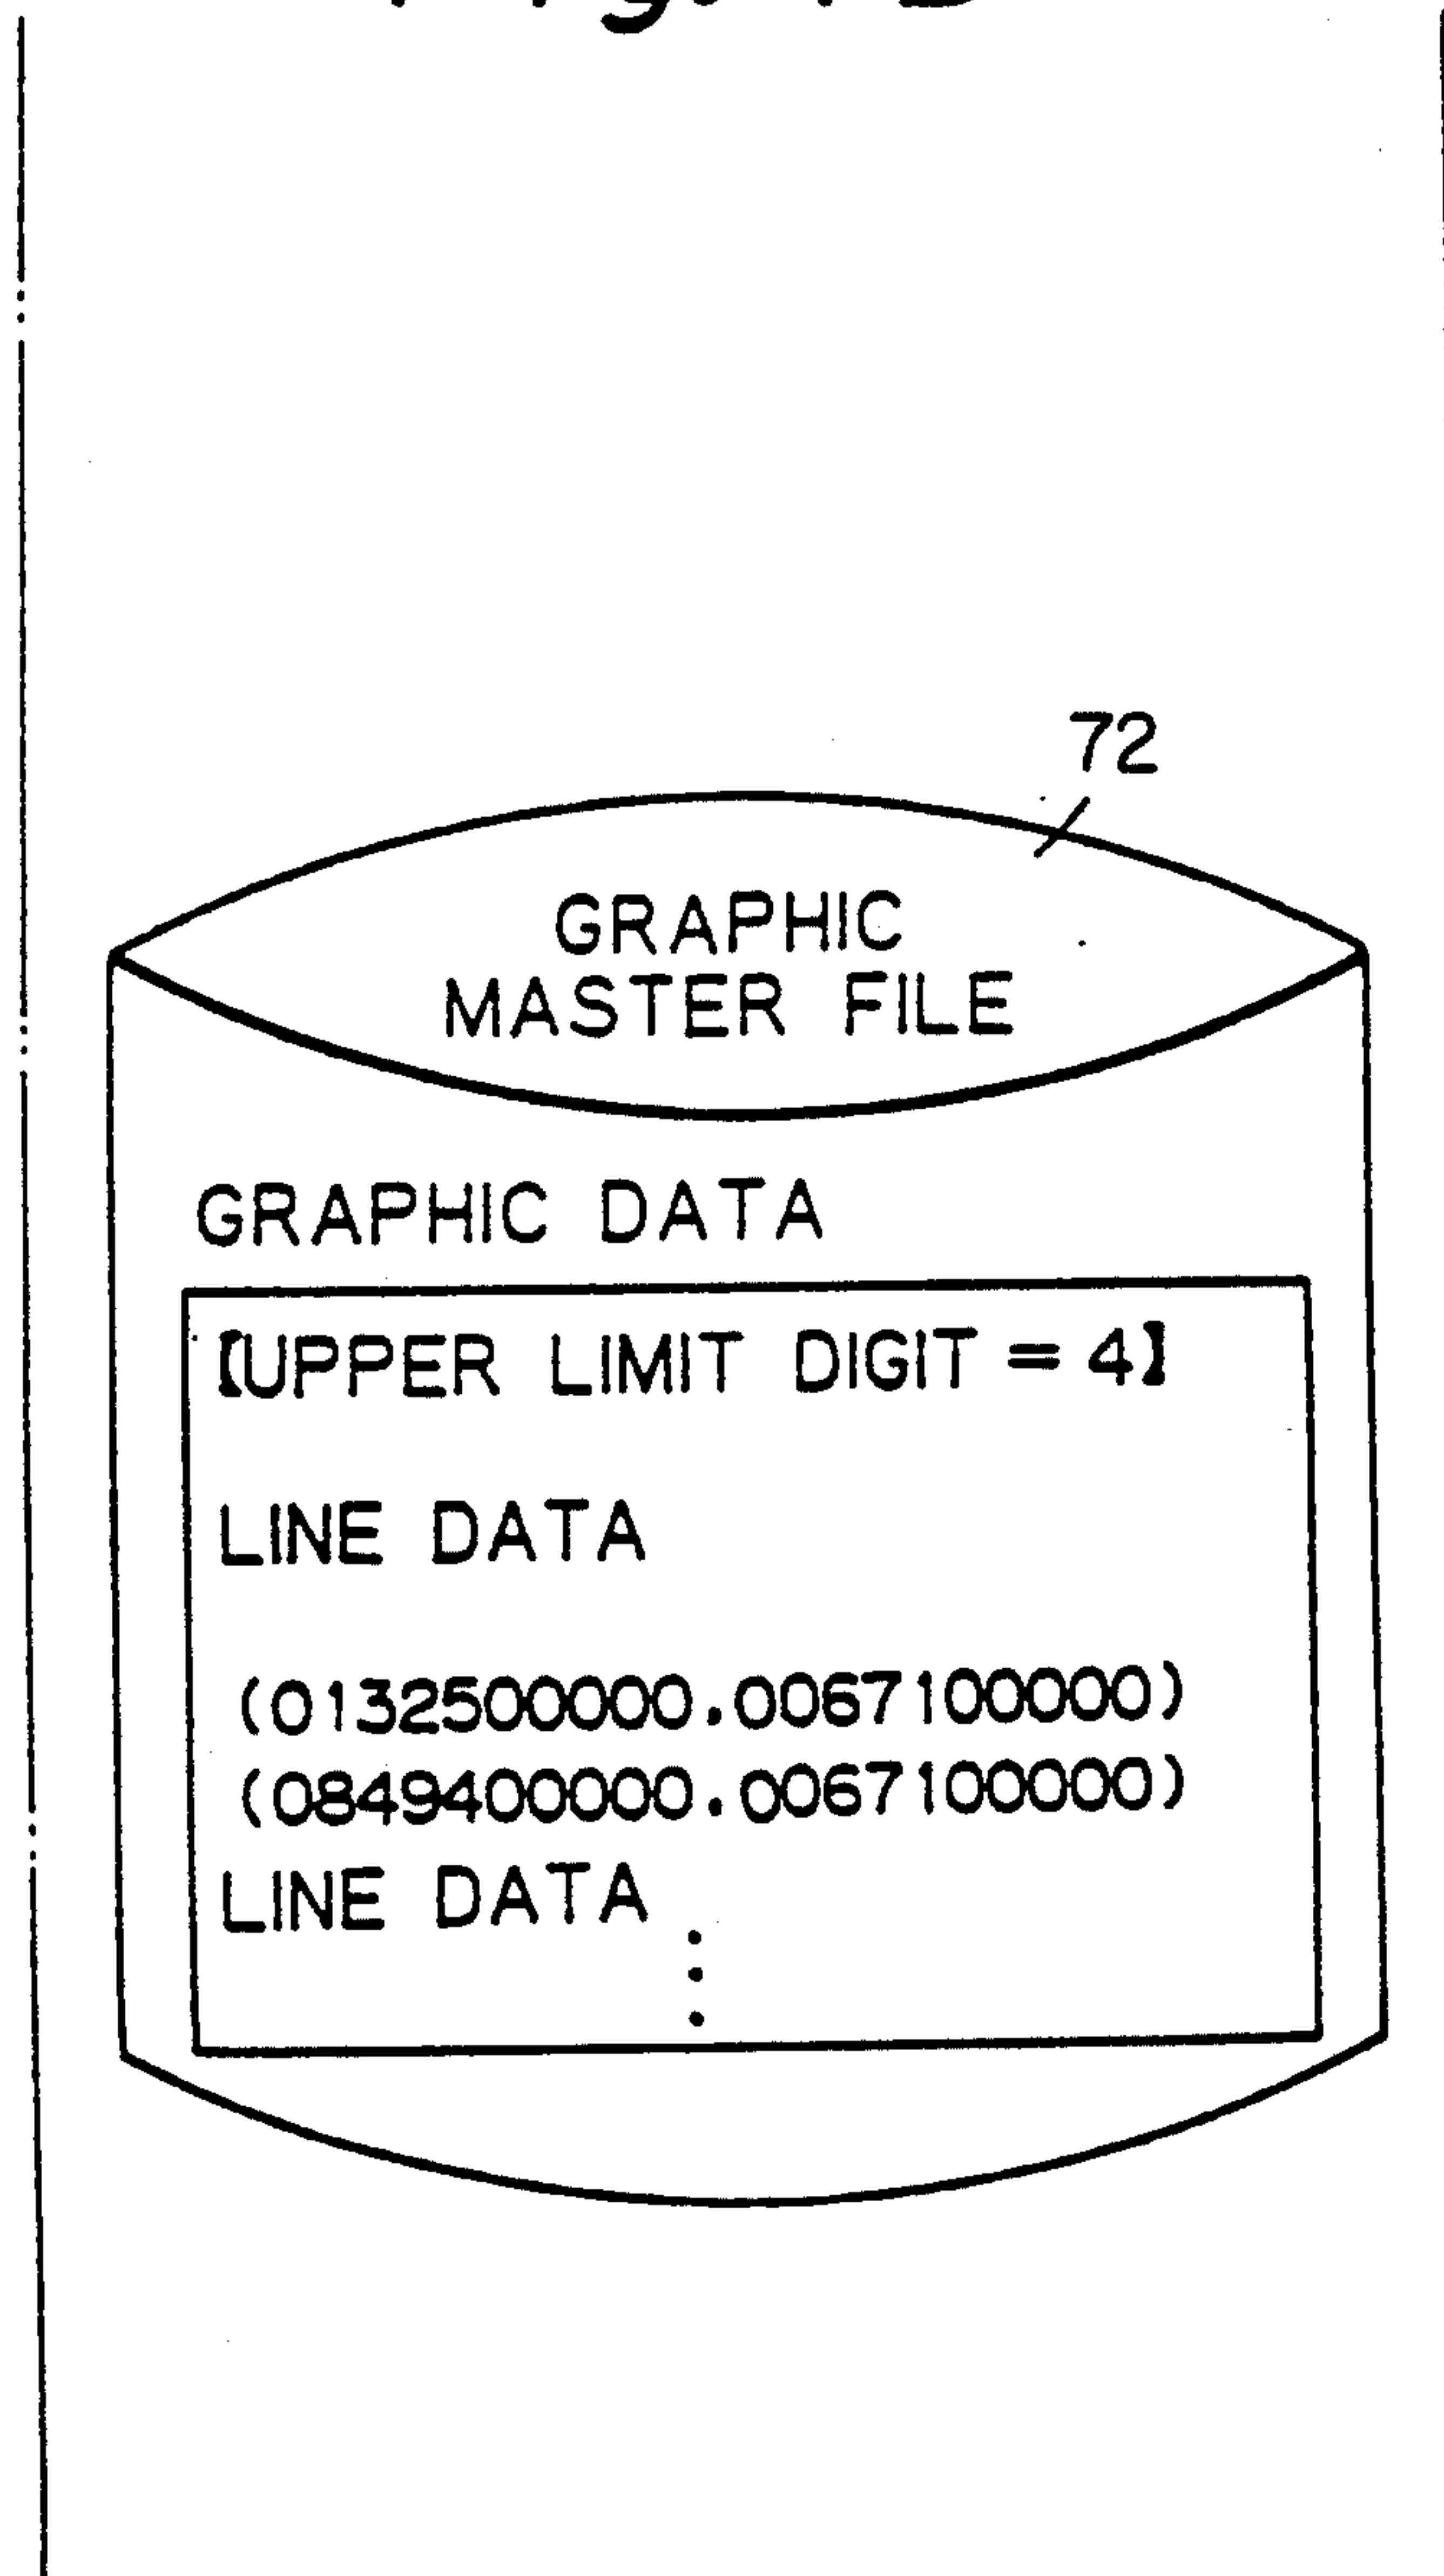 72
GRAPHIC
MASTER FILE
GRAPHIC DATA
【UPPER LIMIT DIGIT = 4】
LINE DATA
(0132500000.0067100000)
(0849400000.0067100000)
LINE DATA